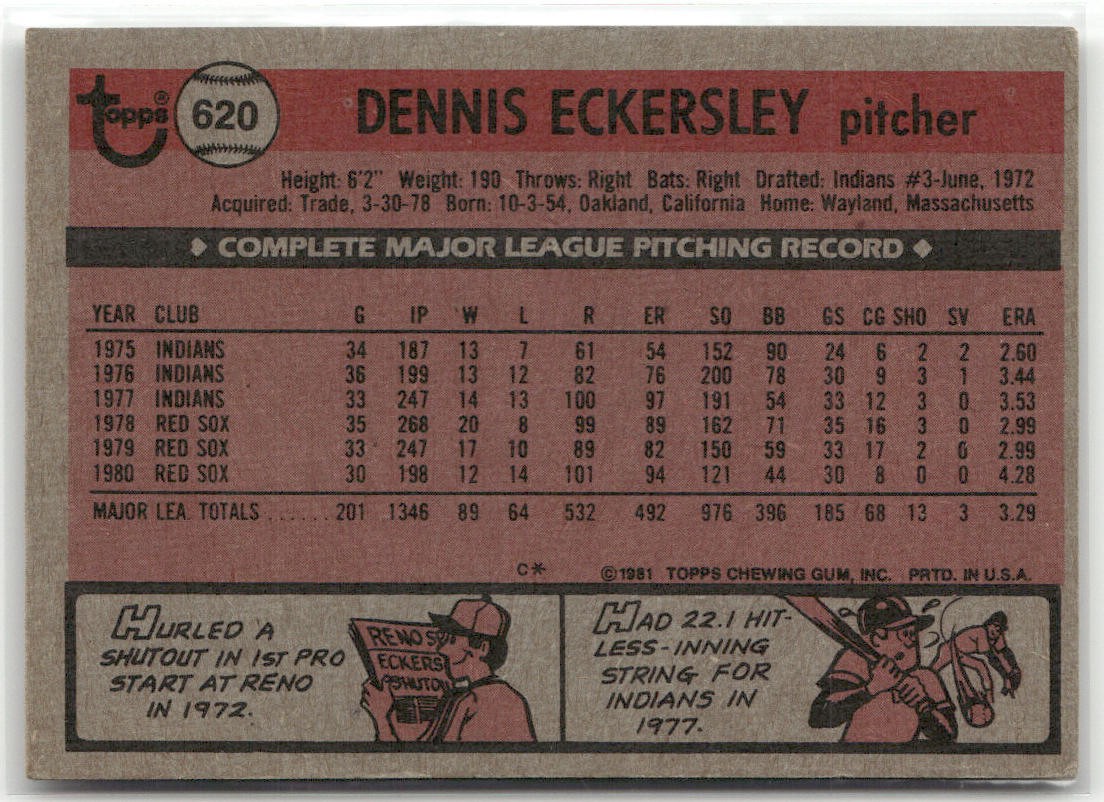 topps® 620 DENNIS ECKERSLEY pitcher
Height: 6'2" Weight: 190 Throws: Right Bats: Right Drafted: Indians #3-June, 1972
Acquired: Trade, 3-30-78 Born: 10-3-54, Oakland, California Home: Wayland, Massachusetts
COMPLETE MAJOR LEAGUE PITCHING RECORD
YEAR CLUB G IP W L R ER SO BB GS CG SHO SV ERA
1975 INDIANS 34 187 13 7 61 54 152 90 24 6 2 2 2.60
1976 INDIANS 36 199 13 12 82 76 200 78 30 9 3 1 3.44
1977 INDIANS 33 247 14 13 100 97 191 54 33 12 3 0 3.53
1978 RED SOX 35 268 20 8 99 89 162 71 35 16 3 0 2.99
1979 RED SOX 33 247 17 10 89 82 150 59 33 17 2 0 2.99
1980 RED SOX 30 198 12 14 101 94 121 44 30 8 0 0 4.28
MAJOR LEA. TOTALS ...... 201 1346 89 64 532 492 976 396 185 68 13 3 3.29
C* ©1981 TOPPS CHEWING GUM, INC. PRTD. IN U.S.A.
HURLED A
SHUTOUT IN 1ST PRO
START AT RENO
IN 1972.
RENO
ECKERS
SHUTOU
HAD 22.1 HIT-
LESS-INNING
STRING FOR
INDIANS IN
1977.